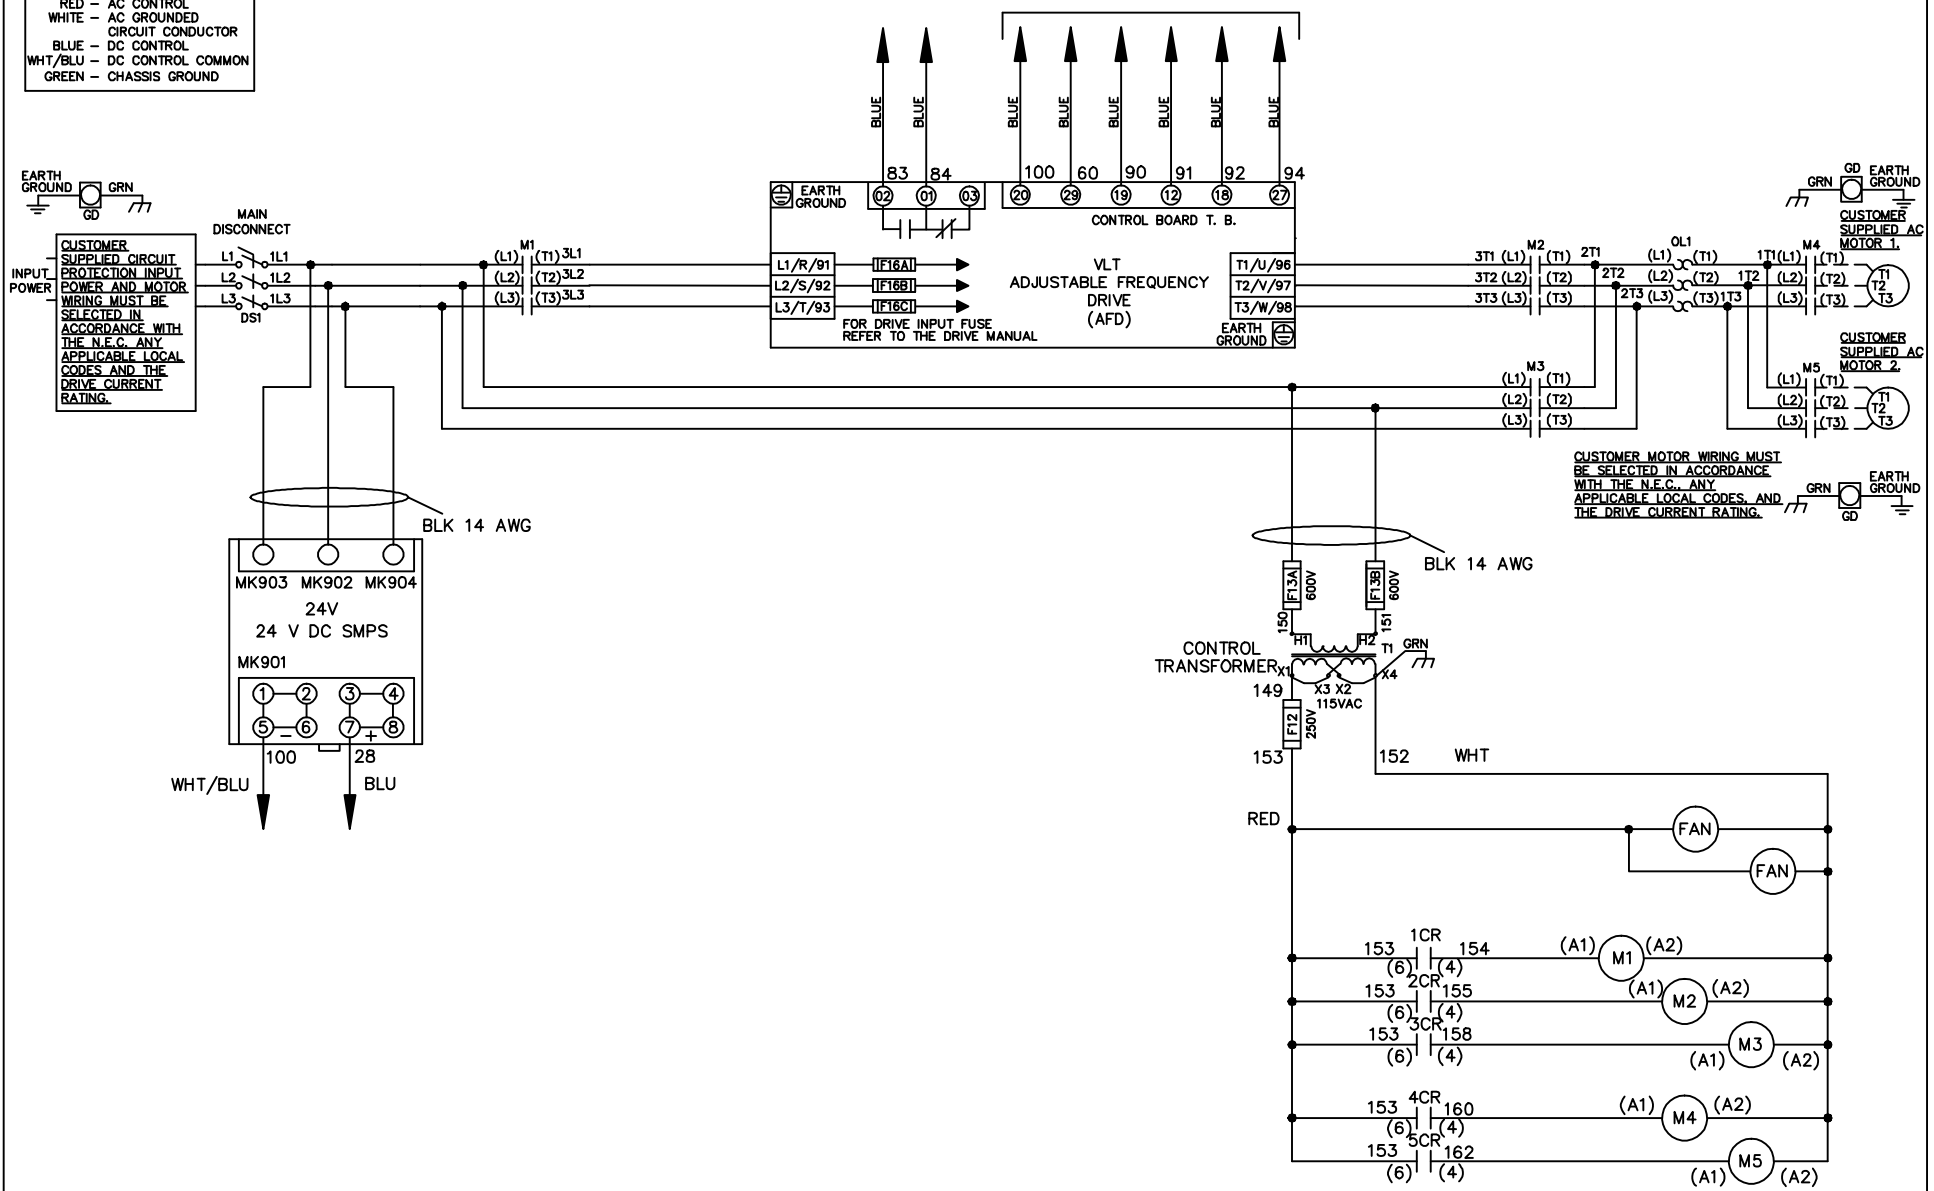 RED – AC CONTROL
WHITE – AC GROUNDED
CIRCUIT CONDUCTOR
BLUE – DC CONTROL
WHT/BLU – DC CONTROL COMMON
GREEN – CHASSIS GROUND
BLUE
BLUE
BLUE
BLUE
BLUE
BLUE
BLUE
BLUE
83
84
100
60
90
91
92
94
EARTH
GROUND
GRN
GD
MAIN
DISCONNECT
INPUT
POWER
CUSTOMER
SUPPLIED CIRCUIT
PROTECTION INPUT
POWER AND MOTOR
WIRING MUST BE
SELECTED IN
ACCORDANCE WITH
THE N.E.C. ANY
APPLICABLE LOCAL
CODES AND THE
DRIVE CURRENT
RATING.
L1
1L1
L2
1L2
L3
1L3
DS1
M1
(L1)
(T1)
3L1
(L2)
(T2)
3L2
(L3)
(T3)
3L3
EARTH
GROUND
02
01
03
20
29
19
12
18
27
CONTROL BOARD T. B.
L1/R/91
F16A
L2/S/92
F16B
L3/T/93
F16C
FOR DRIVE INPUT FUSE
REFER TO THE DRIVE MANUAL
VLT
ADJUSTABLE FREQUENCY
DRIVE
(AFD)
T1/U/96
T2/V/97
T3/W/98
EARTH
GROUND
3T1 (L1)
M2
(T1)
2T1
3T2 (L2)
(T2)
2T2
3T3 (L3)
(T3)
2T3
OL1
(L1)
(T1)
1T1
(L2)
(T2)
1T2
(L3)
(T3)
1T3
M4
(L1)
(T1)
(L2)
(T2)
(L3)
(T3)
T1
T2
T3
GRN
GD
EARTH
GROUND
CUSTOMER
SUPPLIED AC
MOTOR 1.
CUSTOMER
SUPPLIED AC
MOTOR 2.
M3
(L1)
(T1)
(L2)
(T2)
(L3)
(T3)
M5
(L1)
(T1)
(L2)
(T2)
(L3)
(T3)
T1
T2
T3
CUSTOMER MOTOR WIRING MUST
BE SELECTED IN ACCORDANCE
WITH THE N.E.C., ANY
APPLICABLE LOCAL CODES, AND
THE DRIVE CURRENT RATING.
GRN
GD
EARTH
GROUND
BLK 14 AWG
MK903
MK902
MK904
24V
24 V DC SMPS
MK901
1
2
3
4
5
–
6
7
+
8
100
28
WHT/BLU
BLU
BLK 14 AWG
F13A
600V
F13B
600V
150
151
H1
H2
CONTROL
TRANSFORMER
T1
GRN
X1
X3
X2
X4
115VAC
149
F12
250V
153
152
WHT
RED
FAN
FAN
1CR
153
154
(6)
(4)
(A1)
M1
(A2)
2CR
153
155
(6)
(4)
(A1)
M2
(A2)
3CR
153
158
(6)
(4)
(A1)
M3
(A2)
4CR
153
160
(6)
(4)
(A1)
M4
(A2)
5CR
153
162
(6)
(4)
(A1)
M5
(A2)